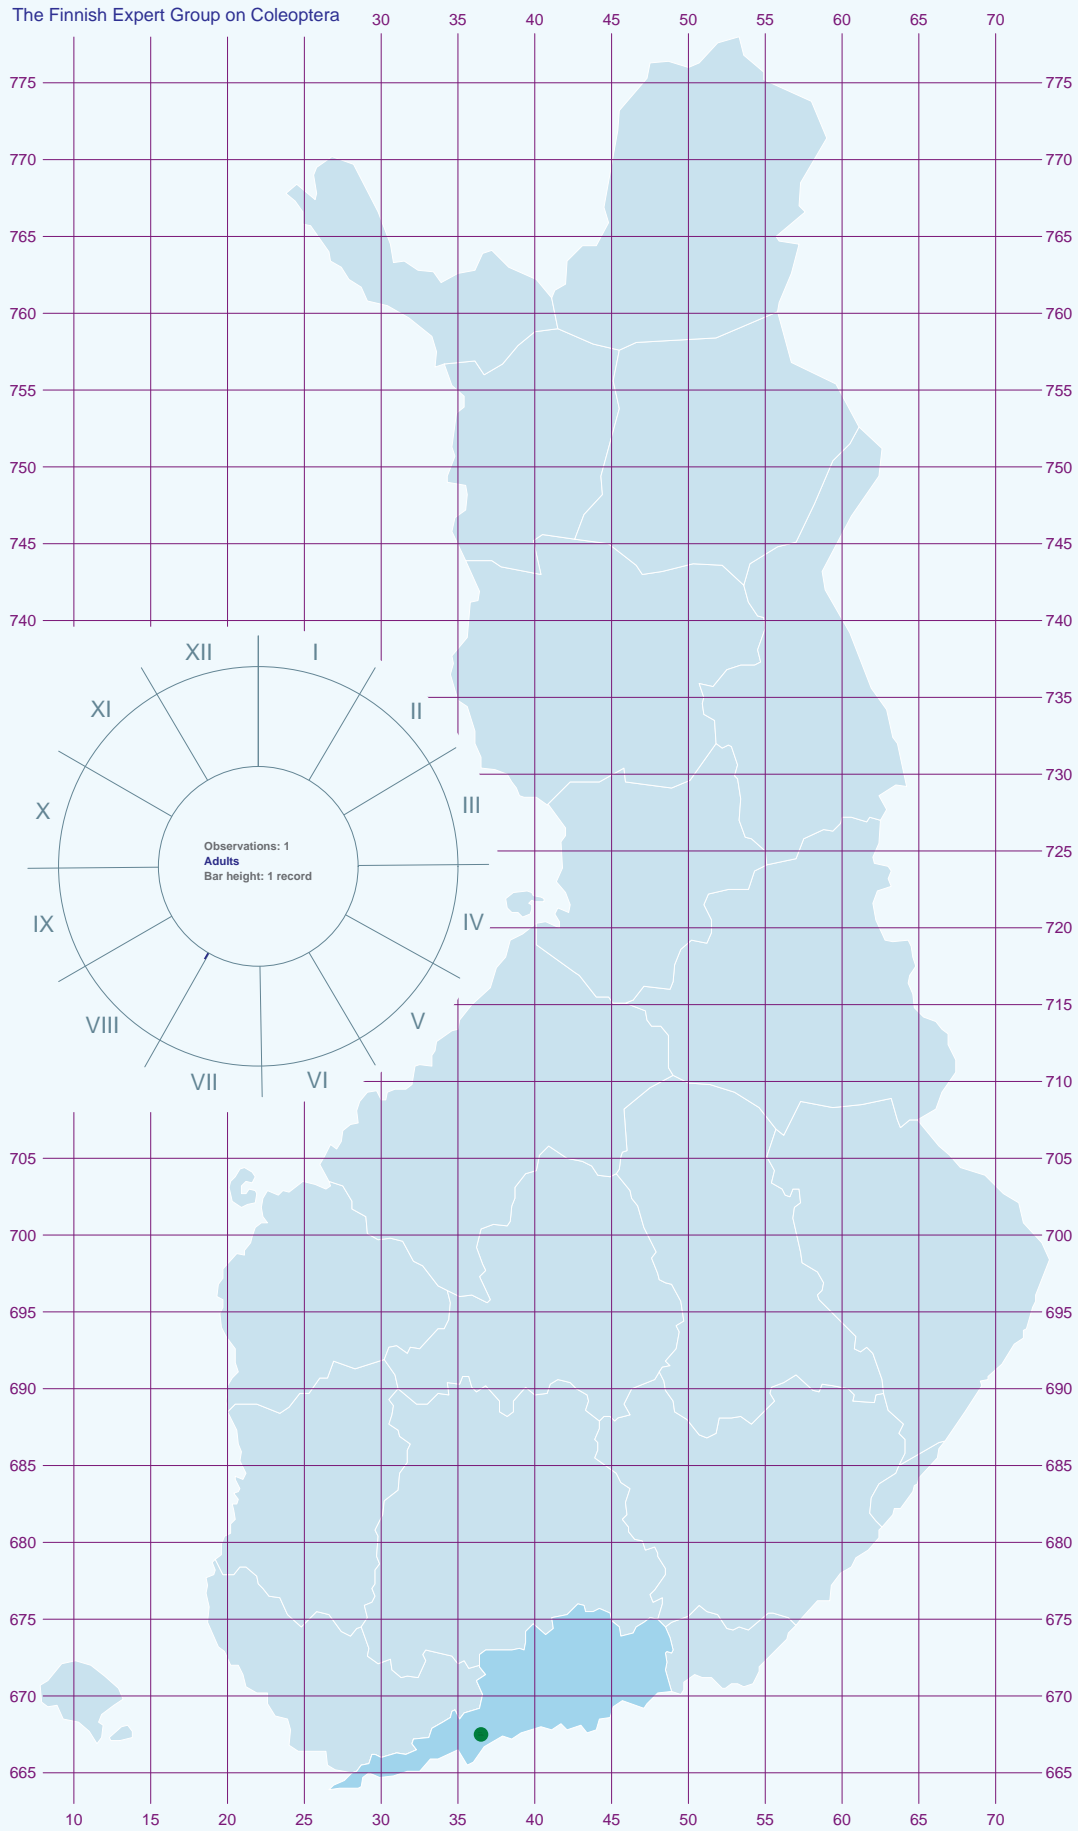 The Finnish Expert Group on Coleoptera
30 35 40 45 50 55 60 65 70
775 775
770 770
765 765
760 760
755 755
750 750
745 745
740 740
XII I
XI II
735
730
X III
725
Observations: 1
Adults
Bar height: 1 record
IX IV
720
715
VIII V
VII VI
710
705 705
700 700
695 695
690 690
685 685
680 680
675 675
670 670
665 665
10 15 20 25 30 35 40 45 50 55 60 65 70